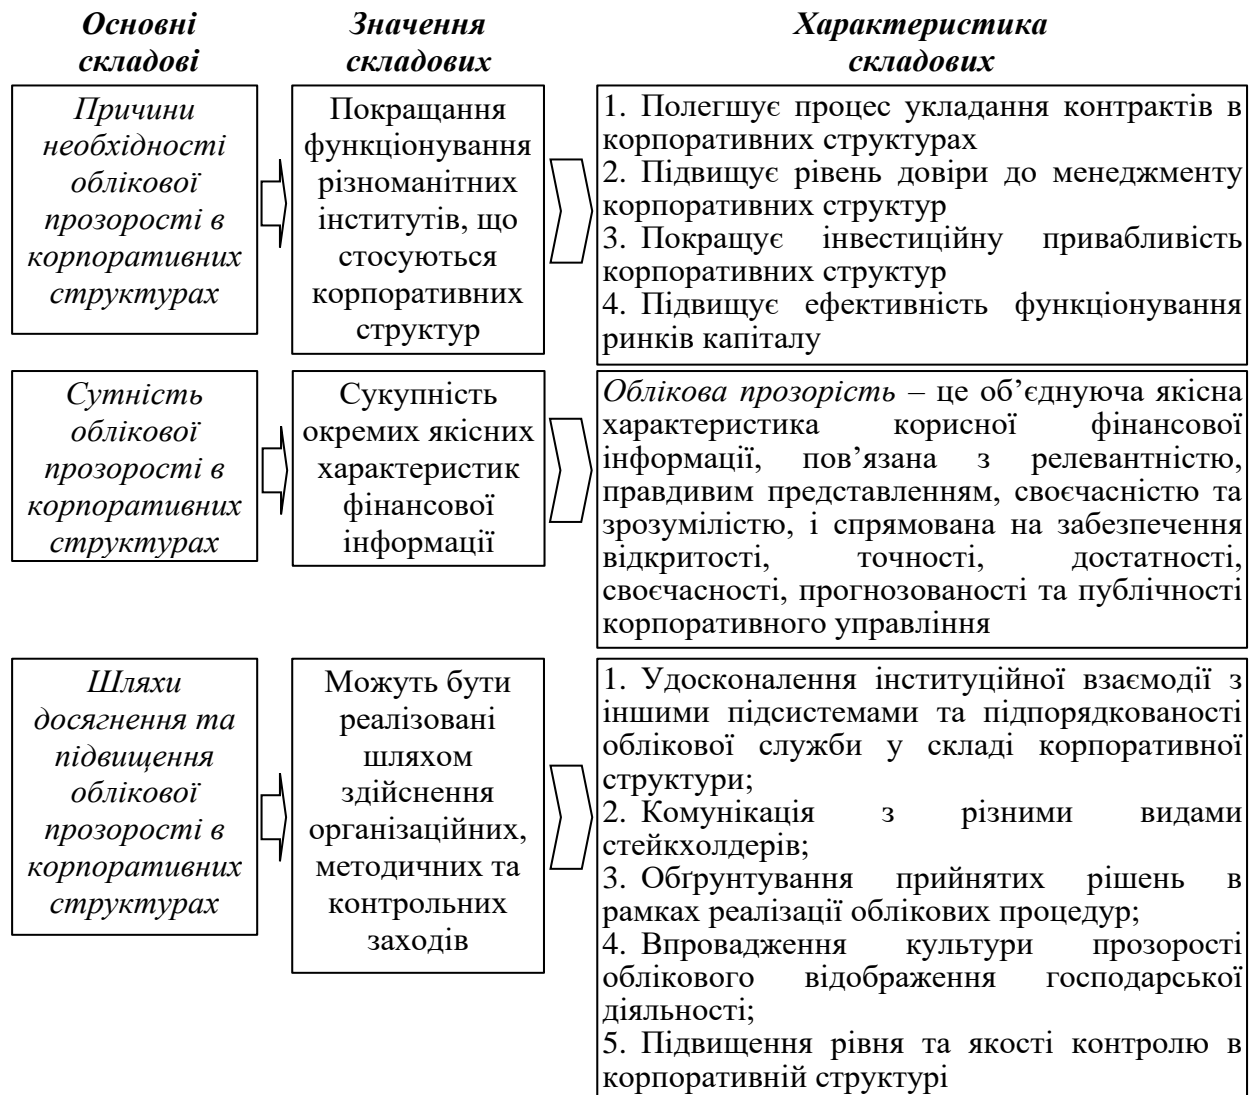 Основні
складові
Значення
складових
Характеристика
складових
Причини
необхідності
облікової
прозорості в
корпоративних
структурах
Покращання
функціонування
різноманітних
інститутів, що
стосуються
корпоративних
структур
1. Полегшує процес укладання контрактів в
корпоративних структурах
2. Підвищує рівень довіри до менеджменту
корпоративних структур
3. Покращує інвестиційну привабливість
корпоративних структур
4. Підвищує ефективність функціонування
ринків капіталу
Сутність
облікової
прозорості в
корпоративних
структурах
Сукупність
окремих якісних
характеристик
фінансової
інформації
Облікова прозорість – це об’єднуюча якісна
характеристика корисної фінансової
інформації, пов’язана з релевантністю,
правдивим представленням, своєчасністю та
зрозумілістю, і спрямована на забезпечення
відкритості, точності, достатності,
своєчасності, прогнозованості та публічності
корпоративного управління
Шляхи
досягнення та
підвищення
облікової
прозорості в
корпоративних
структурах
Можуть бути
реалізовані
шляхом
здійснення
організаційних,
методичних та
контрольних
заходів
1. Удосконалення інституційної взаємодії з
іншими підсистемами та підпорядкованості
облікової служби у складі корпоративної
структури;
2. Комунікація з різними видами
стейкхолдерів;
3. Обґрунтування прийнятих рішень в
рамках реалізації облікових процедур;
4. Впровадження культури прозорості
облікового відображення господарської
діяльності;
5. Підвищення рівня та якості контролю в
корпоративній структурі